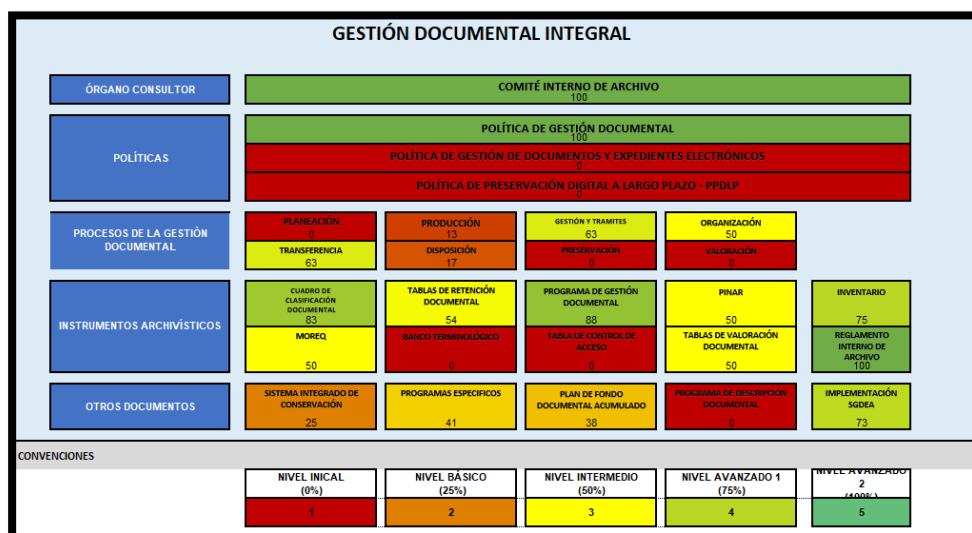 GESTIÓN DOCUMENTAL INTEGRAL
ÓRGANO CONSULTOR
COMITÉ INTERNO DE ARCHIVO
100
POLÍTICAS
POLÍTICA DE GESTIÓN DOCUMENTAL
100
POLÍTICA DE GESTIÓN DE DOCUMENTOS Y EXPEDIENTES ELECTRÓNICOS
0
POLÍTICA DE PRESERVACIÓN DIGITAL A LARGO PLAZO - PPDLP
0
PROCESOS DE LA GESTIÒN
DOCUMENTAL
PLANEACIÓN
0
PRODUCCIÓN
13
GESTIÓN Y TRAMITES
63
ORGANIZACIÓN
50
TRANSFERENCIA
63
DISPOSICIÓN
17
PRESERVACIÓN
0
VALORACIÓN
0
INSTRUMENTOS ARCHIVÍSTICOS
CUADRO DE
CLASIFICACIÓN
DOCUMENTAL
83
TABLAS DE RETENCIÓN
DOCUMENTAL
54
PROGRAMA DE GESTIÓN
DOCUMENTAL
88
PINAR
50
INVENTARIO
75
MOREQ
50
BANCO TERMINOLÓGICO
0
TABLA DE CONTROL DE
ACCESO
0
TABLAS DE VALORACIÓN
DOCUMENTAL
50
REGLAMENTO
INTERNO DE
ARCHIVO
100
OTROS DOCUMENTOS
SISTEMA INTEGRADO DE
CONSERVACIÓN
25
PROGRAMAS ESPECIFICOS
41
PLAN DE FONDO
DOCUMENTAL ACUMULADO
38
PROGRAMA DE DESCRIPCIÓN
DOCUMENTAL
0
IMPLEMENTACIÓN
SGDEA
73
CONVENCIONES
NIVEL INICAL
(0%)
NIVEL BÁSICO
(25%)
NIVEL INTERMEDIO
(50%)
NIVEL AVANZADO 1
(75%)
NIVEL AVANZADO
2
(100%)
1
2
3
4
5